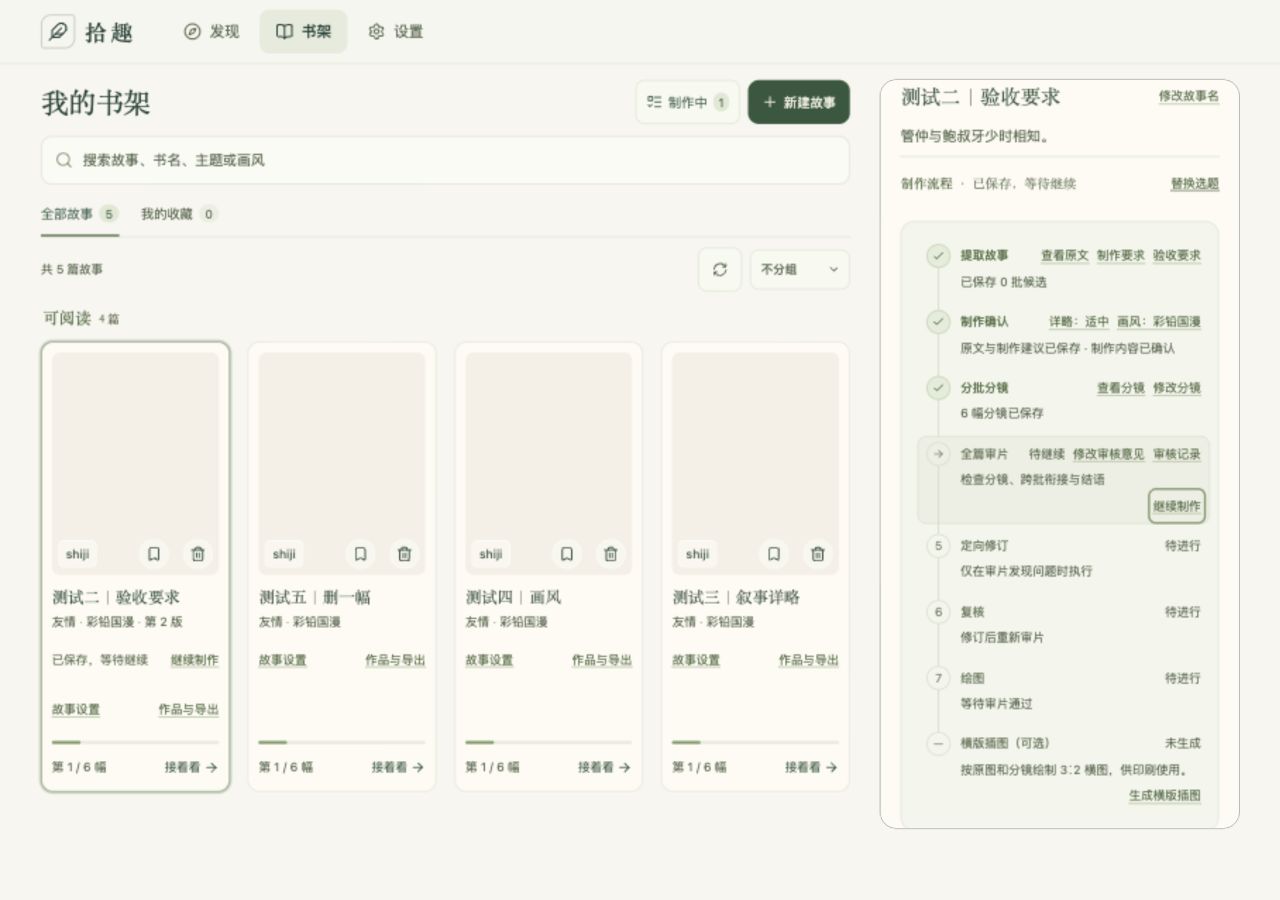 拾趣
发现
书架
设置
我的书架
制作中 1
新建故事
搜索故事、书名、主题或画风
全部故事 5
我的收藏 0
共 5 篇故事
不分组
可阅读 4 篇
shiji
测试二｜验收要求
友情 · 彩铅国漫 · 第 2 版
已保存，等待继续 继续制作
故事设置 作品与导出
第 1 / 6 幅 接着看 →
shiji
测试五｜删一幅
友情 · 彩铅国漫
故事设置 作品与导出
第 1 / 6 幅 接着看 →
shiji
测试四｜画风
友情 · 彩铅国漫
故事设置 作品与导出
第 1 / 6 幅 接着看 →
shiji
测试三｜叙事详略
友情 · 彩铅国漫
故事设置 作品与导出
第 1 / 6 幅 接着看 →
测试二｜验收要求 修改故事名
管仲与鲍叔牙少时相知。
制作流程 · 已保存，等待继续 替换选题
提取故事 查看原文 制作要求 验收要求
已保存 0 批候选
制作确认 详略：适中 画风：彩铅国漫
原文与制作建议已保存 · 制作内容已确认
分批分镜 查看分镜 修改分镜
6 幅分镜已保存
全篇审片 待继续 修改审核意见 审核记录
检查分镜、跨批衔接与结语
继续制作
5 定向修订 待进行
仅在审片发现问题时执行
6 复核 待进行
修订后重新审片
7 绘图 待进行
等待审片通过
横版插图（可选） 未生成
按原图和分镜绘制 3:2 横图，供印刷使用。
生成横版插图